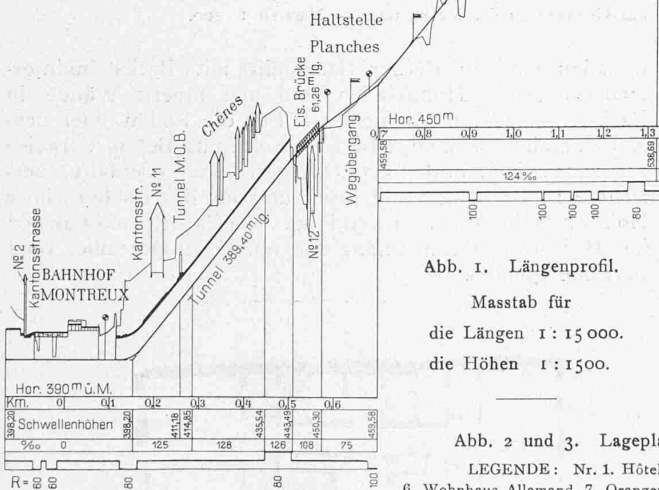 Haltstelle
Planches
Eis. Brücke
61,26 m lg.
Chênes
Wegübergang
Hor. 450 m
0,7 0,8 0,9 1,0 1,1 1,2 1,3
459,58
538,69
124 ‰
100
100
100
100
80
Kantonsstr.
Nº 11
Tunnel M.O.B.
Nº 2
Kantonsstrasse
BAHNHOF
MONTREUX
Tunnel 389,40 m lg.
Nº 12
Abb. 1. Längenprofil.
Masstab für
die Längen 1 : 15 000.
die Höhen 1 : 1500.
Hor. 390 m ü. M.
Km. 0 0,1 0,2 0,3 0,4 0,5 0,6
398,20
Schwellenhöhen
398,20
411,18
414,85
435,54
443,49
450,30
459,58
‰ 0 125 128 126 108 75
R = 60 60 80 80 100
Abb. 2 und 3. Lagepla
LEGENDE: Nr. 1. Hôtel
6. Wohnhaus Allemand, 7. Oranger